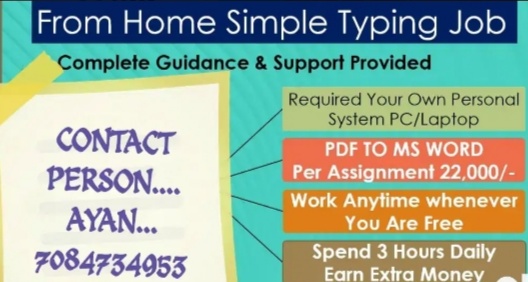 From Home Simple Typing Job
Complete Guidance & Support Provided
CONTACT
PERSON....
AYAN...
7084734953
Required Your Own Personal
System PC/Laptop
PDF TO MS WORD
Per Assignment 22,000/-
Work Anytime whenever
You Are Free
Spend 3 Hours Daily
Earn Extra Money